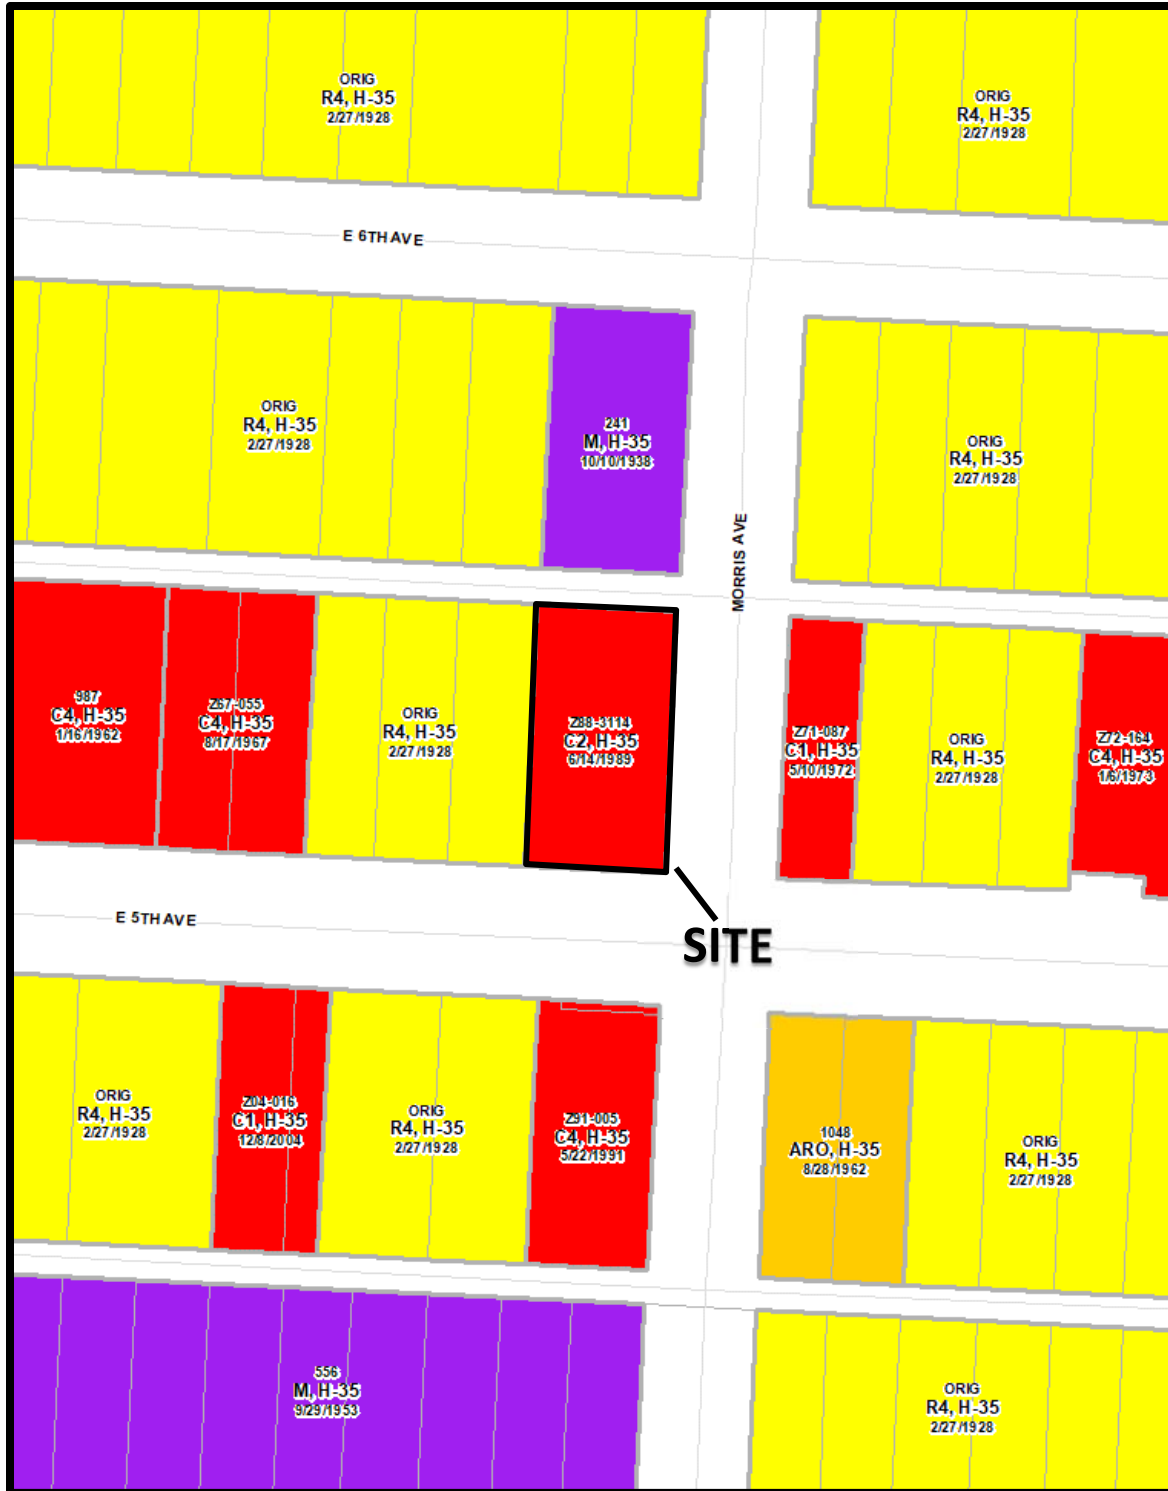 ORIG
R4, H-35
2/27/1928
ORIG
R4, H-35
2/27/1928
E 6TH AVE
ORIG
R4, H-35
2/27/1928
241
M, H-35
10/10/1938
ORIG
R4, H-35
2/27/1928
MORRIS AVE
987
C4, H-35
1/16/1962
Z67-055
C4, H-35
8/17/1967
ORIG
R4, H-35
2/27/1928
Z88-3114
C2, H-35
6/14/1989
Z71-087
C1, H-35
5/10/1972
ORIG
R4, H-35
2/27/1928
Z72-164
C4, H-35
1/6/1973
E 5TH AVE
SITE
ORIG
R4, H-35
2/27/1928
Z04-016
C1, H-35
12/8/2004
ORIG
R4, H-35
2/27/1928
Z91-005
C4, H-35
5/22/1991
1048
ARO, H-35
8/28/1962
ORIG
R4, H-35
2/27/1928
556
M, H-35
9/29/1953
ORIG
R4, H-35
2/27/1928